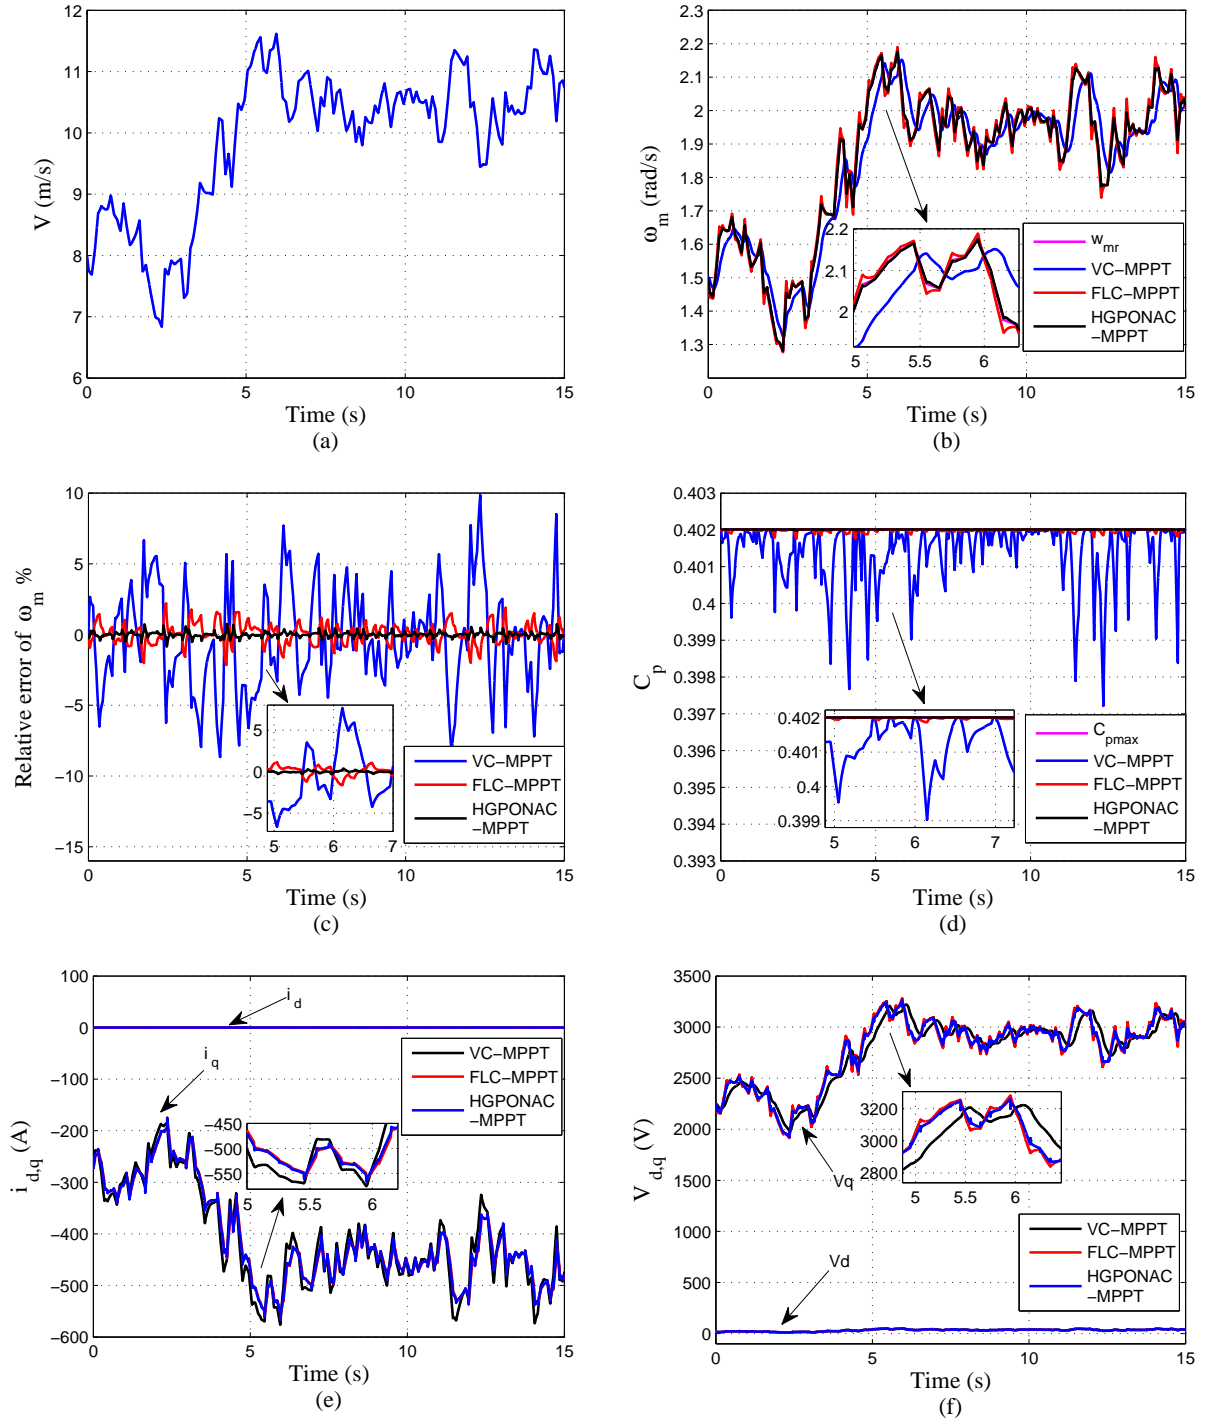 12
11
10
9
8
7
6
0
5
10
15
V (m/s)
Time (s)
(a)
2.3
2.2
2.1
2
1.9
1.8
1.7
1.6
1.5
1.4
1.3
0
5
10
15
ω_m (rad/s)
2.2
2.1
2
5
5.5
6
w_mr
VC−MPPT
FLC−MPPT
HGPONAC
−MPPT
Time (s)
(b)
10
5
0
−5
−10
−15
0
5
10
15
Relative error of ω_m %
5
0
−5
5
6
7
VC−MPPT
FLC−MPPT
HGPONAC
−MPPT
Time (s)
(c)
0.403
0.402
0.401
0.4
0.399
0.398
0.397
0.396
0.395
0.394
0.393
0
5
10
15
C_p
0.402
0.401
0.4
0.399
5
6
7
C_pmax
VC−MPPT
FLC−MPPT
HGPONAC
−MPPT
Time (s)
(d)
100
0
−100
−200
−300
−400
−500
−600
0
5
10
15
i_d,q (A)
i_d
i_q
−450
−500
−550
5
5.5
6
VC−MPPT
FLC−MPPT
HGPONAC
−MPPT
Time (s)
(e)
3500
3000
2500
2000
1500
1000
500
0
0
5
10
15
V_d,q (V)
3200
3000
2800
5
5.5
6
Vq
Vd
VC−MPPT
FLC−MPPT
HGPONAC
−MPPT
Time (s)
(f)